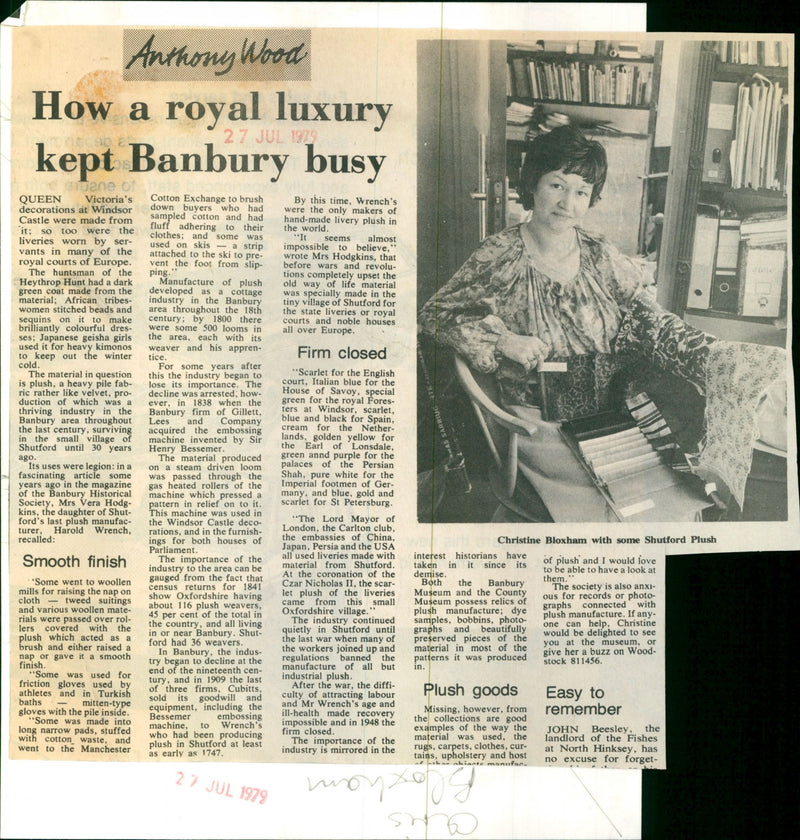 Anthony Wood
How a royal luxury
27 JUL 1979
kept Banbury busy
QUEEN Victoria's
decorations at Windsor
Castle were made from
it; so too were the
liveries worn by ser-
vants in many of the
royal courts of Europe.
The huntsman of the
Heythrop Hunt had a dark
green coat made from the
material; African tribes-
women stitched beads and
sequins on it to make
brilliantly colourful dres-
ses; Japanese geisha girls
used it for heavy kimonos
to keep out the winter
cold.
The material in question
is plush, a heavy pile fab-
ric rather like velvet, pro-
duction of which was a
thriving industry in the
Banbury area throughout
the last century, surviving
in the small village of
Shutford until 30 years
ago.
Its uses were legion: in a
fascinating article some
years ago in the magazine
of the Banbury Historical
Society, Mrs Vera Hodg-
kins, the daughter of Shut-
ford's last plush manufac-
turer, Harold Wrench,
recalled:
Smooth finish
"Some went to woollen
mills for raising the nap on
cloth — tweed suitings
and various woollen mate-
rials were passed over rol-
lers covered with the
plush which acted as a
brush and either raised a
nap or gave it a smooth
finish.
"Some was used for
friction gloves used by
athletes and in Turkish
baths — mitten-type
gloves with the pile inside.
"Some was made into
long narrow pads, stuffed
with cotton waste, and
went to the Manchester
Cotton Exchange to brush
down buyers who had
sampled cotton and had
fluff adhering to their
clothes; and some was
used on skis — a strip
attached to the ski to pre-
vent the foot from slip-
ping."
Manufacture of plush
developed as a cottage
industry in the Banbury
area throughout the 18th
century; by 1800 there
were some 500 looms in
the area, each with its
weaver and his appren-
tice.
For some years after
this the industry began to
lose its importance. The
decline was arrested, how-
ever, in 1838 when the
Banbury firm of Gillett,
Lees and Company
acquired the embossing
machine invented by Sir
Henry Bessemer.
The material produced
on a steam driven loom
was passed through the
gas heated rollers of the
machine which pressed a
pattern in relief on to it.
This machine was used in
the Windsor Castle deco-
rations, and in the furnish-
ings for both houses of
Parliament.
The importance of the
industry to the area can be
gauged from the fact that
census returns for 1841
show Oxfordshire having
about 116 plush weavers,
45 per cent of the total in
the country, and all living
in or near Banbury. Shut-
ford had 36 weavers.
In Banbury, the indus-
try began to decline at the
end of the nineteenth cen-
tury, and in 1909 the last
of three firms, Cubitts,
sold its goodwill and
equipment, including the
Bessemer embossing
machine, to Wrench's
who had been producing
plush in Shutford at least
as early as 1747.
By this time, Wrench's
were the only makers of
hand-made livery plush in
the world.
"It seems almost
impossible to believe,"
wrote Mrs Hodgkins, that
before wars and revolu-
tions completely upset the
old way of life material
was specially made in the
tiny village of Shutford for
the state liveries or royal
courts and noble houses
all over Europe.
Firm closed
"Scarlet for the English
court, Italian blue for the
House of Savoy, special
green for the royal Fores-
ters at Windsor, scarlet,
blue and black for Spain,
cream for the Nether-
lands, golden yellow for
the Earl of Lonsdale,
green annd purple for the
palaces of the Persian
Shah, pure white for the
Imperial footmen of Ger-
many, and blue, gold and
scarlet for St Petersburg.
"The Lord Mayor of
London, the Carlton club,
the embassies of China,
Japan, Persia and the USA
all used liveries made with
material from Shutford.
At the coronation of the
Czar Nicholas II, the scar-
let plush of the liveries
came from this small
Oxfordshire village."
The industry continued
quietly in Shutford until
the last war when many of
the workers joined up and
regulations banned the
manufacture of all but
industrial plush.
After the war, the diffi-
culty of attracting labour
and Mr Wrench's age and
ill-health made recovery
impossible and in 1948 the
firm closed.
The importance of the
industry is mirrored in the
Christine Bloxham with some Shutford Plush
interest historians have
taken in it since its
demise.
Both the Banbury
Museum and the County
Museum possess relics of
plush manufacture; dye
samples, bobbins, photo-
graphs and beautifully
preserved pieces of the
material in most of the
patterns it was produced
in.
Plush goods
Missing, however, from
the collections are good
examples of the way the
material was used, the
rugs, carpets, clothes, cur-
tains, upholstery and host
of other objects manufac-
of plush and I would love
to be able to have a look at
them."
The society is also anxi-
ous for records or photo-
graphs connected with
plush manufacture. If any-
one can help, Christine
would be delighted to see
you at the museum, or
give her a buzz on Wood-
stock 811456.
Easy to
remember
JOHN Beesley, the
landlord of the Fishes
at North Hinksey, has
no excuse for forget-
27 JUL 1979
Bloxham
Chris